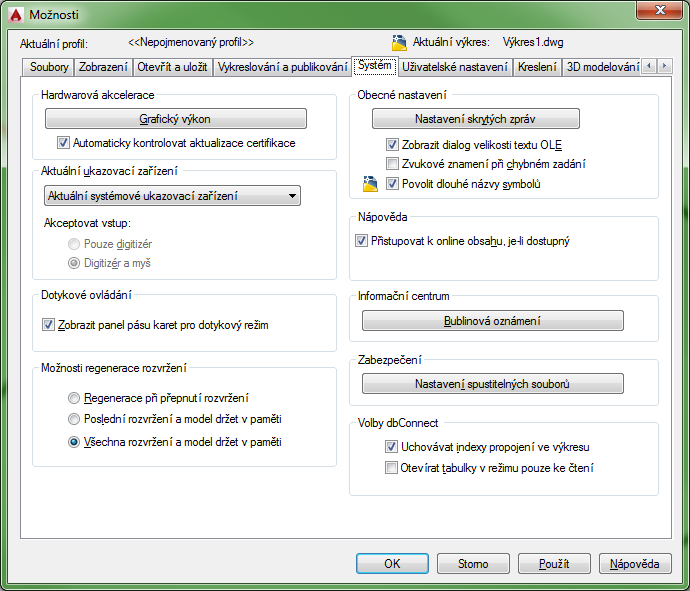 Možnosti
Aktuální profil: <<Nepojmenovaný profil>> Aktuální výkres: Výkres1.dwg
Soubory Zobrazení Otevřít a uložit Vykreslování a publikování Systém Uživatelské nastavení Kreslení 3D modelování
Hardwarová akcelerace
Grafický výkon
Automaticky kontrolovat aktualizace certifikace
Aktuální ukazovací zařízení
Aktuální systémové ukazovací zařízení
Akceptovat vstup:
Pouze digitizér
Digitizér a myš
Dotykové ovládání
Zobrazit panel pásu karet pro dotykový režim
Možnosti regenerace rozvržení
Regenerace při přepnutí rozvržení
Poslední rozvržení a model držet v paměti
Všechna rozvržení a model držet v paměti
Obecné nastavení
Nastavení skrytých zpráv
Zobrazit dialog velikosti textu OLE
Zvukové znamení při chybném zadání
Povolit dlouhé názvy symbolů
Nápověda
Přistupovat k online obsahu, je-li dostupný
Informační centrum
Bublinová oznámení
Zabezpečení
Nastavení spustitelných souborů
Volby dbConnect
Uchovávat indexy propojení ve výkresu
Otevírat tabulky v režimu pouze ke čtení
OK Storno Použít Nápověda